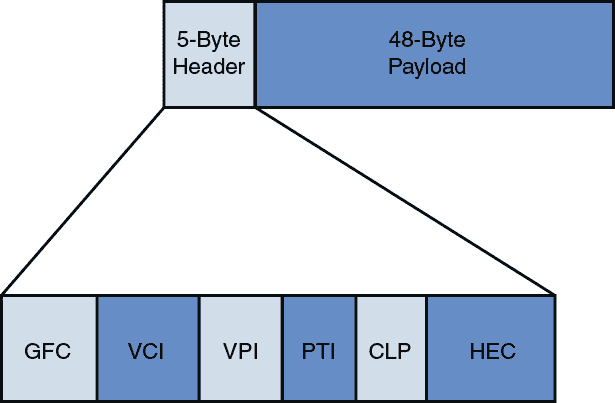 5-Byte
Header
48-Byte
Payload
GFC
VCI
VPI
PTI
CLP
HEC